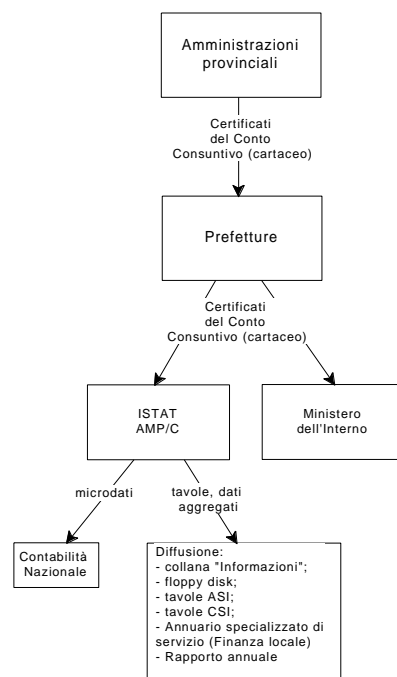 Amministrazioni
provinciali
Certificati
del Conto
Consuntivo (cartaceo)
Prefetture
Certificati
del Conto
Consuntivo (cartaceo)
ISTAT
AMP/C
Ministero
dell'Interno
microdati
tavole, dati
aggregati
Contabilità
Nazionale
Diffusione:
- collana "Informazioni";
- floppy disk;
- tavole ASI;
- tavole CSI;
- Annuario specializzato di
servizio (Finanza locale)
- Rapporto annuale